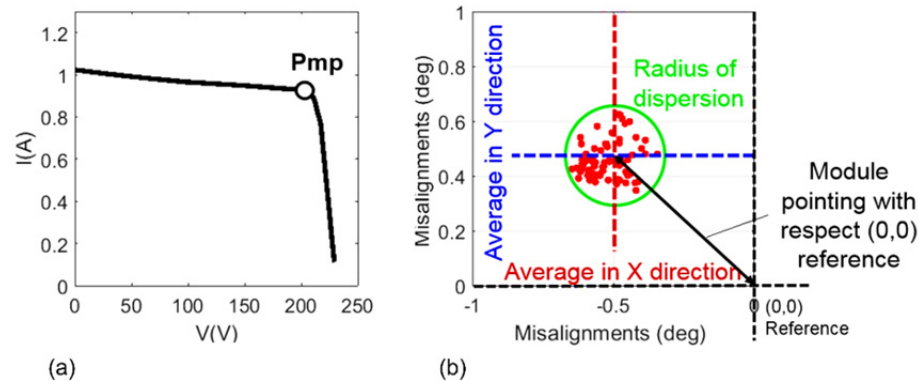 1.2
1
0.8
0.6
0.4
0.2
0
I(A)
Pmp
0 50 100 150 200 250
V(V)
(a)
1
0.8
0.6
0.4
0.2
0
Misalignments (deg)
Average in Y direction
Radius of
dispersion
Average in X direction
Module
pointing with
respect (0,0)
reference
-1 -0.5 0 (0,0)
Reference
Misalignments (deg)
(b)